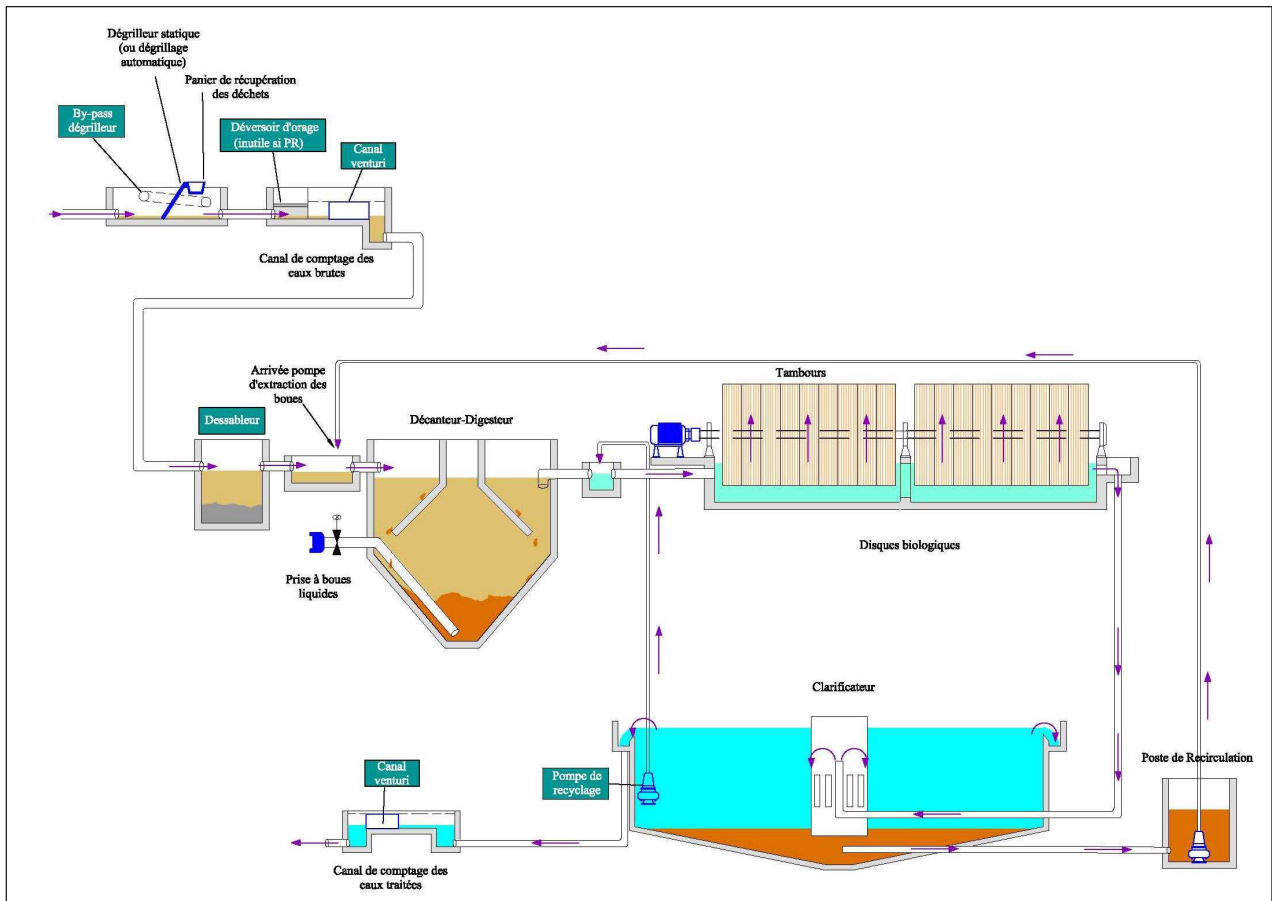 Dégrilleur statique
(ou dégrillage
automatique)
Panier de récupération
des déchets
By-pass
dégrilleur
Déversoir d'orage
(inutile si PR)
Canal
venturi
Canal de comptage des
eaux brutes
Arrivée pompe
d'extraction des
boues
Tambours
Dessableur
Décanteur-Digesteur
Prise à boues
liquides
Disques biologiques
Clarificateur
Poste de Recirculation
Canal
venturi
Pompe de
recyclage
Canal de comptage des
eaux traitées